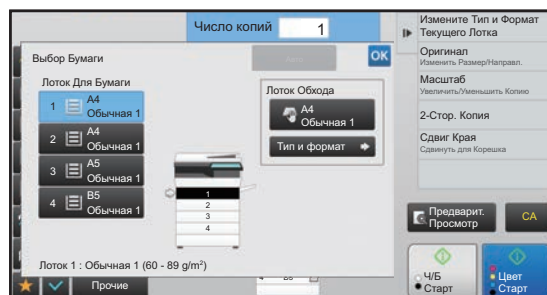 Число копий 1
Выбор Бумаги
Авто
OK
Лоток Для Бумаги
1 A4
Обычная 1
2 A4
Обычная 1
3 A5
Обычная 1
4 B5
Обычная 1
1
2
3
4
Лоток Обхода
A4
Обычная 1
Тип и формат
Лоток 1 : Обычная 1 (60 - 89 g/m²)
Прочие
Измените Тип и Формат
Текущего Лотка
Оригинал
Изменить Размер/Направл.
Масштаб
Увеличить/Уменьшить Копию
2-Стор. Копия
Сдвиг Края
Сдвинуть для Корешка
Предварит.
Просмотр
CA
Ч/Б
Старт
Цвет
Старт